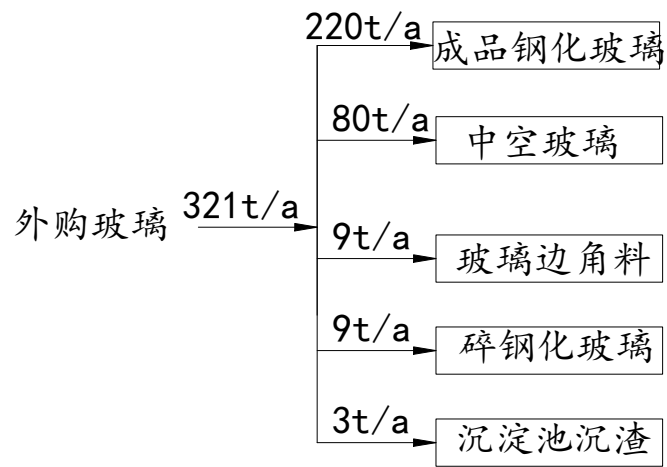 220t/a
成品钢化玻璃
80t/a
中空玻璃
外购玻璃
321t/a
9t/a
玻璃边角料
9t/a
碎钢化玻璃
3t/a
沉淀池沉渣